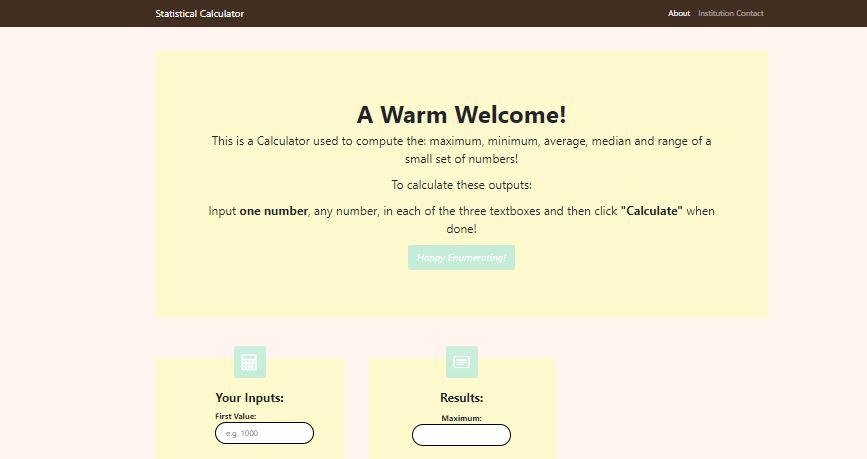 Statistical Calculator
About Institution Contact
A Warm Welcome!
This is a Calculator used to compute the: maximum, minimum, average, median and range of a
small set of numbers!
To calculate these outputs:
Input one number, any number, in each of the three textboxes and then click "Calculate" when
done!
Happy Enumerating!
Your Inputs:
First Value:
e.g. 1000
Results:
Maximum: